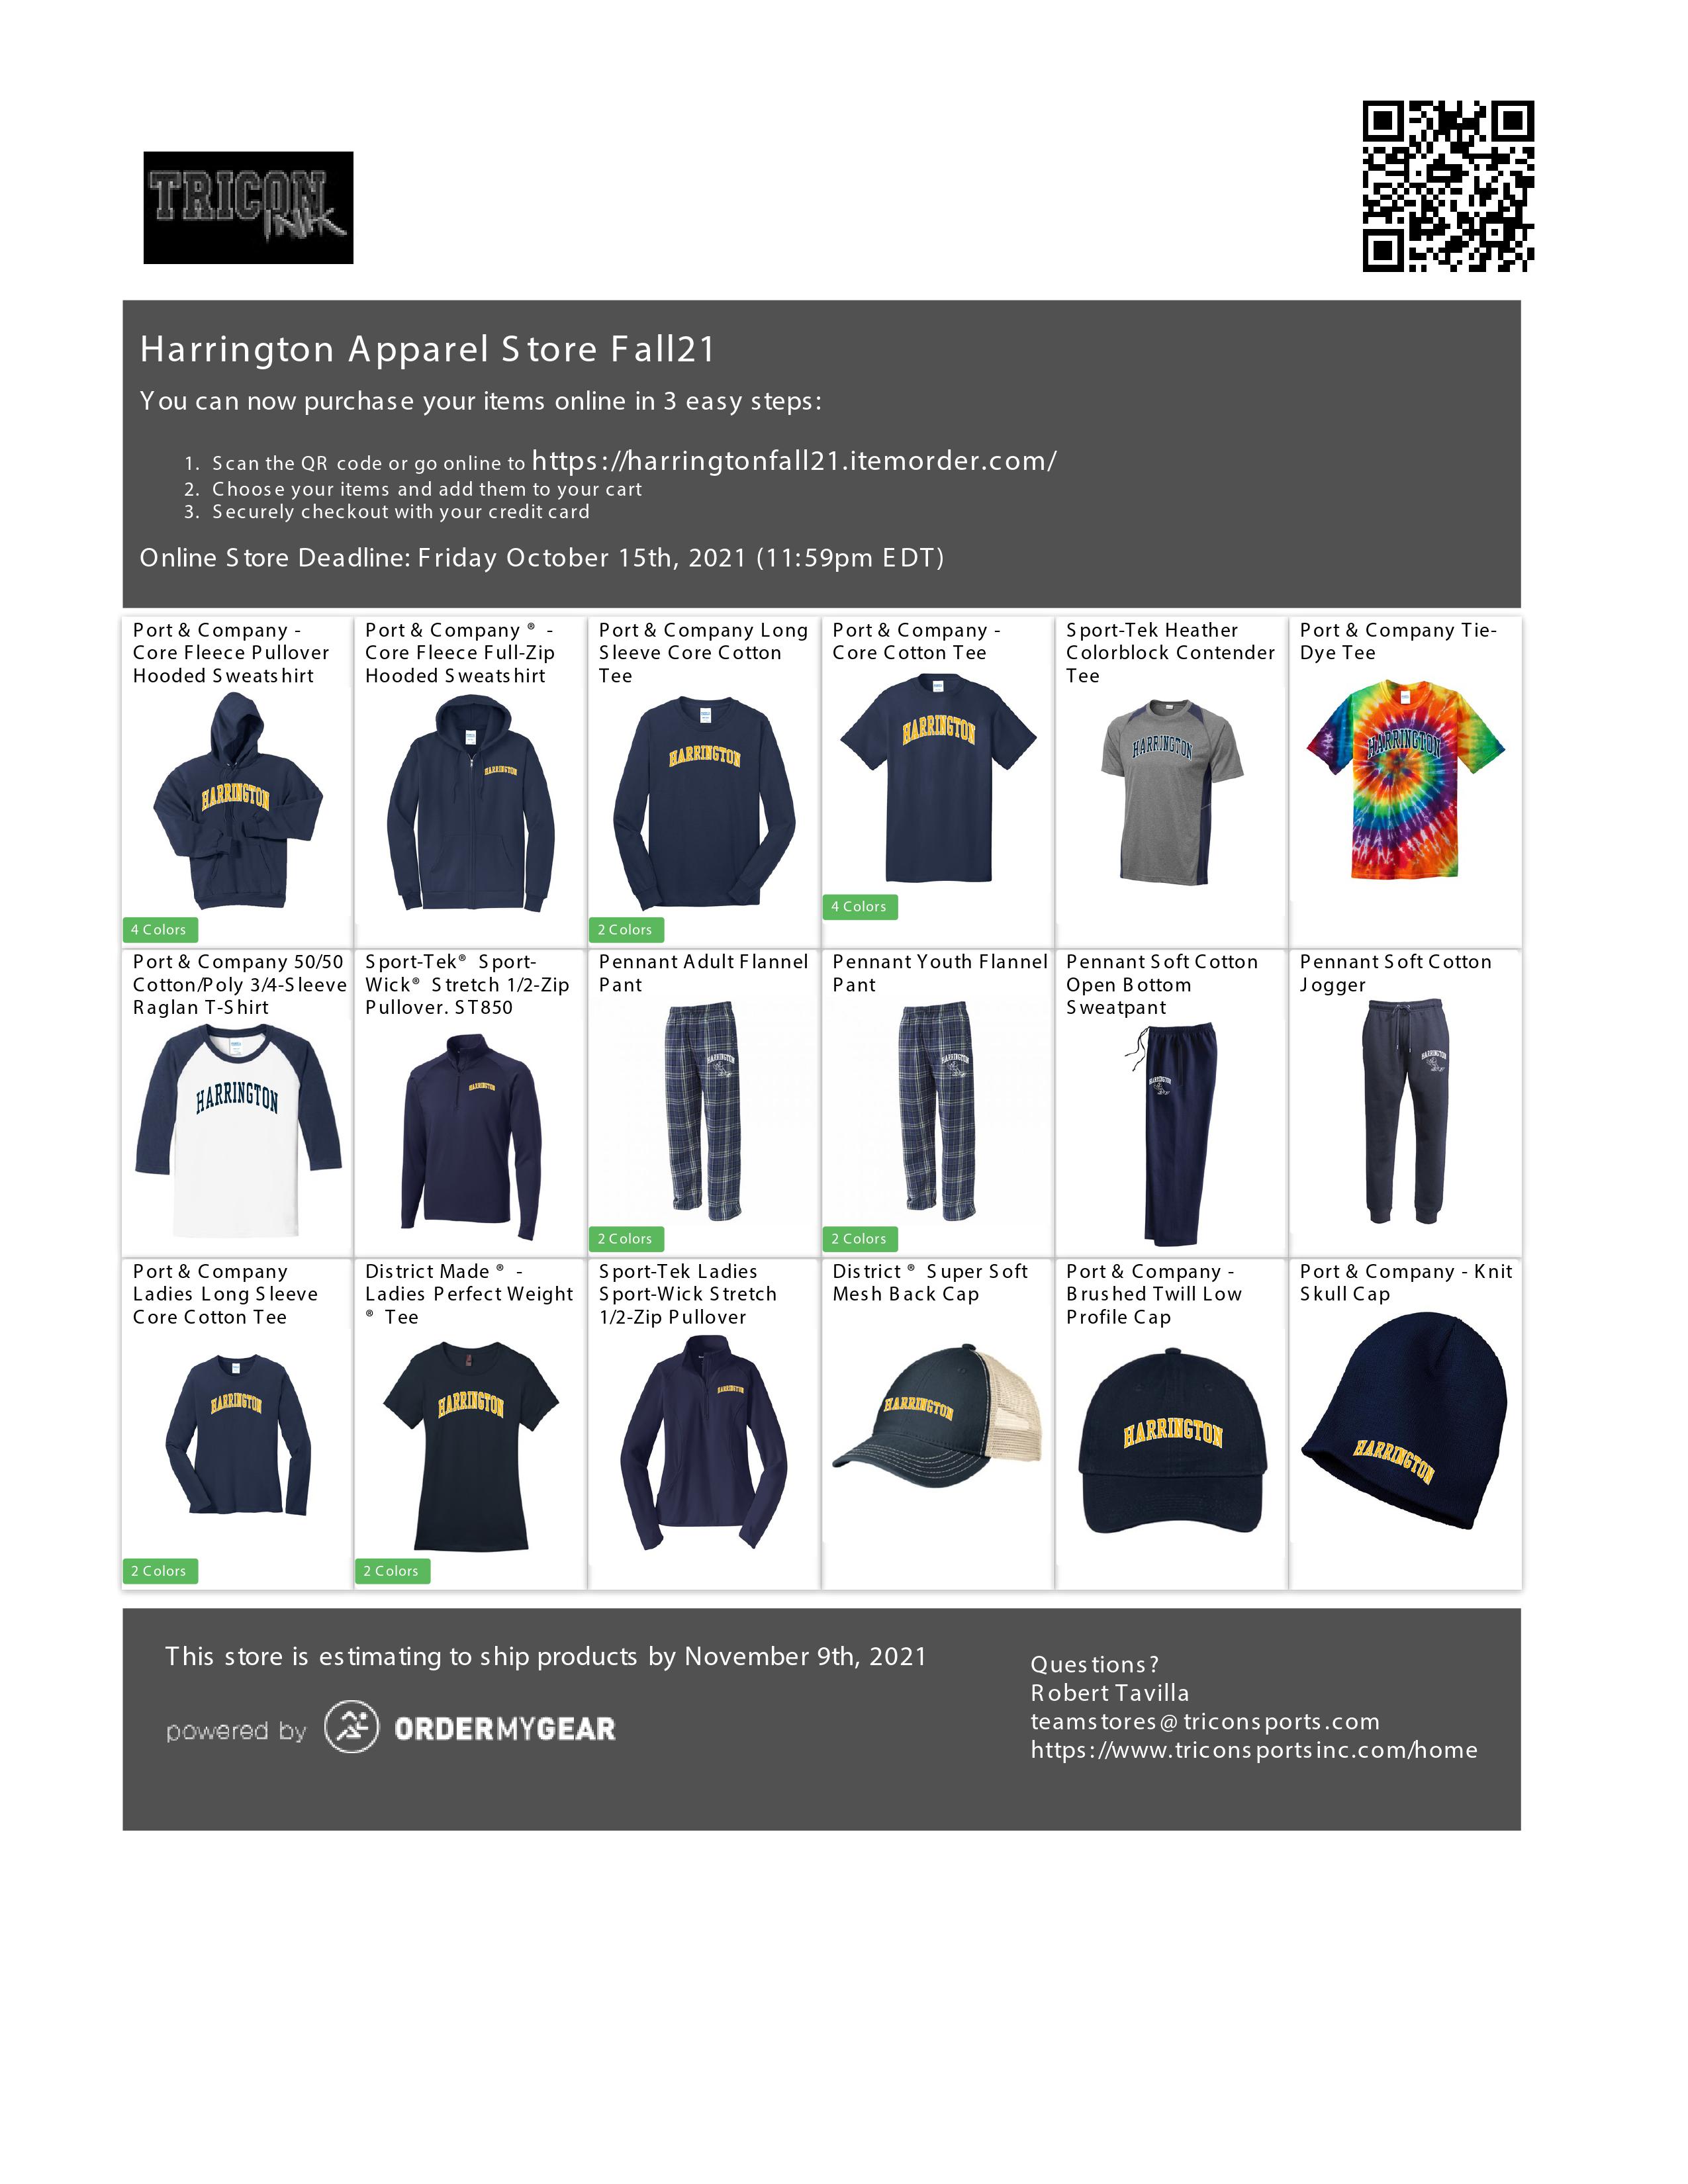 TRICON
INK
Harrington Apparel Store Fall21
You can now purchase your items online in 3 easy steps:
1. Scan the QR code or go online to https://harringtonfall21.itemorder.com/
2. Choose your items and add them to your cart
3. Securely checkout with your credit card
Online Store Deadline: Friday October 15th, 2021 (11:59pm EDT)
Port & Company -
Core Fleece Pullover
Hooded Sweatshirt
HARRINGTON
4 Colors
Port & Company ® -
Core Fleece Full-Zip
Hooded Sweatshirt
HARRINGTON
Port & Company Long
Sleeve Core Cotton
Tee
HARRINGTON
2 Colors
Port & Company -
Core Cotton Tee
HARRINGTON
4 Colors
Sport-Tek Heather
Colorblock Contender
Tee
HARRINGTON
Port & Company Tie-
Dye Tee
HARRINGTON
Port & Company 50/50
Cotton/Poly 3/4-Sleeve
Raglan T-Shirt
HARRINGTON
Sport-Tek® Sport-
Wick® Stretch 1/2-Zip
Pullover. ST850
HARRINGTON
Pennant Adult Flannel
Pant
HARRINGTON
2 Colors
Pennant Youth Flannel
Pant
HARRINGTON
2 Colors
Pennant Soft Cotton
Open Bottom
Sweatpant
HARRINGTON
Pennant Soft Cotton
Jogger
HARRINGTON
Port & Company
Ladies Long Sleeve
Core Cotton Tee
HARRINGTON
2 Colors
District Made ® -
Ladies Perfect Weight
® Tee
HARRINGTON
2 Colors
Sport-Tek Ladies
Sport-Wick Stretch
1/2-Zip Pullover
HARRINGTON
District ® Super Soft
Mesh Back Cap
HARRINGTON
Port & Company -
Brushed Twill Low
Profile Cap
HARRINGTON
Port & Company - Knit
Skull Cap
HARRINGTON
This store is estimating to ship products by November 9th, 2021
powered by ORDERMYGEAR
Questions?
Robert Tavilla
teamstores@triconsports.com
https://www.triconsportsinc.com/home